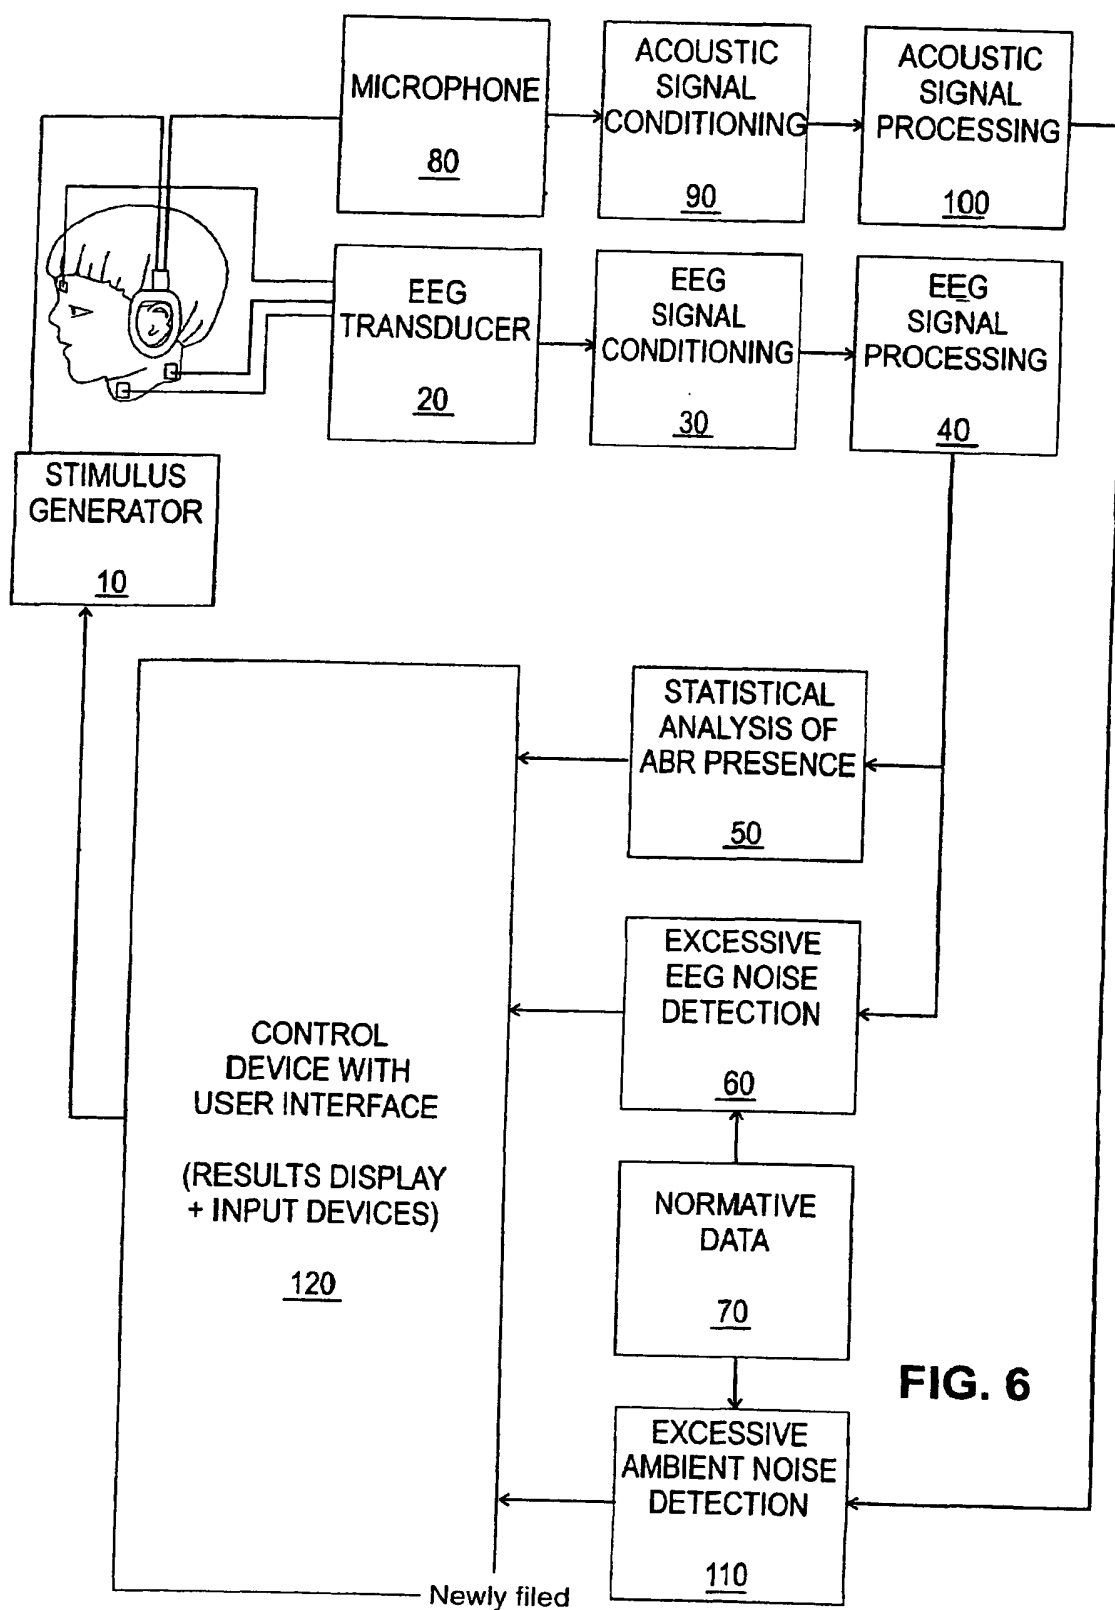 MICROPHONE
80
ACOUSTIC
SIGNAL
CONDITIONING
90
ACOUSTIC
SIGNAL
PROCESSING
100
EEG
TRANSDUCER
20
EEG
SIGNAL
CONDITIONING
30
EEG
SIGNAL
PROCESSING
40
STIMULUS
GENERATOR
10
STATISTICAL
ANALYSIS OF
ABR PRESENCE
50
EXCESSIVE
EEG NOISE
DETECTION
60
CONTROL
DEVICE WITH
USER INTERFACE
(RESULTS DISPLAY
+ INPUT DEVICES)
120
NORMATIVE
DATA
70
FIG. 6
EXCESSIVE
AMBIENT NOISE
DETECTION
110
Newly filed